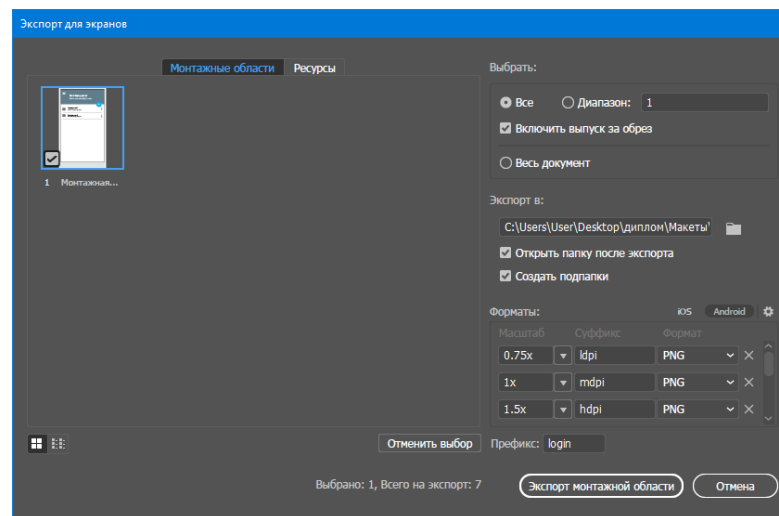 Экспорт для экранов
Монтажные области Ресурсы
1 Монтажная...
Отменить выбор
Выбрано: 1, Всего на экспорт: 7
Выбрать:
Все Диапазон: 1
Включить выпуск за обрез
Весь документ
Экспорт в:
C:\Users\User\Desktop\диплом\Макеты\
Открыть папку после экспорта
Создать подпапки
Форматы: iOS Android
Масштаб Суффикс Формат
0.75x ldpi PNG
1x mdpi PNG
1.5x hdpi PNG
Префикс: login
Экспорт монтажной области Отмена